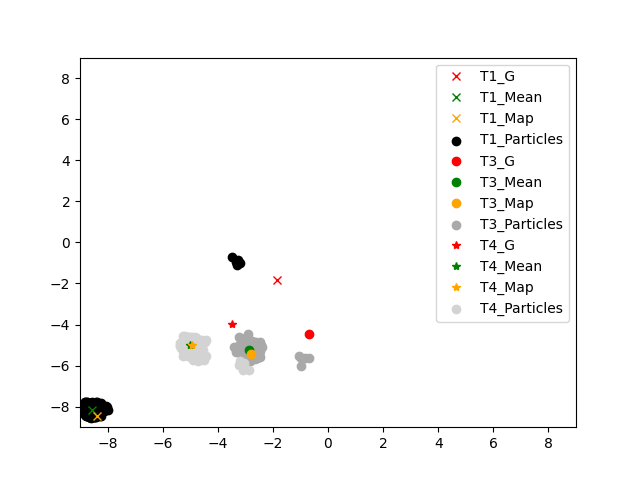 8
6
4
2
0
−2
−4
−6
−8
−8 −6 −4 −2 0 2 4 6 8
T1_G
T1_Mean
T1_Map
T1_Particles
T3_G
T3_Mean
T3_Map
T3_Particles
T4_G
T4_Mean
T4_Map
T4_Particles